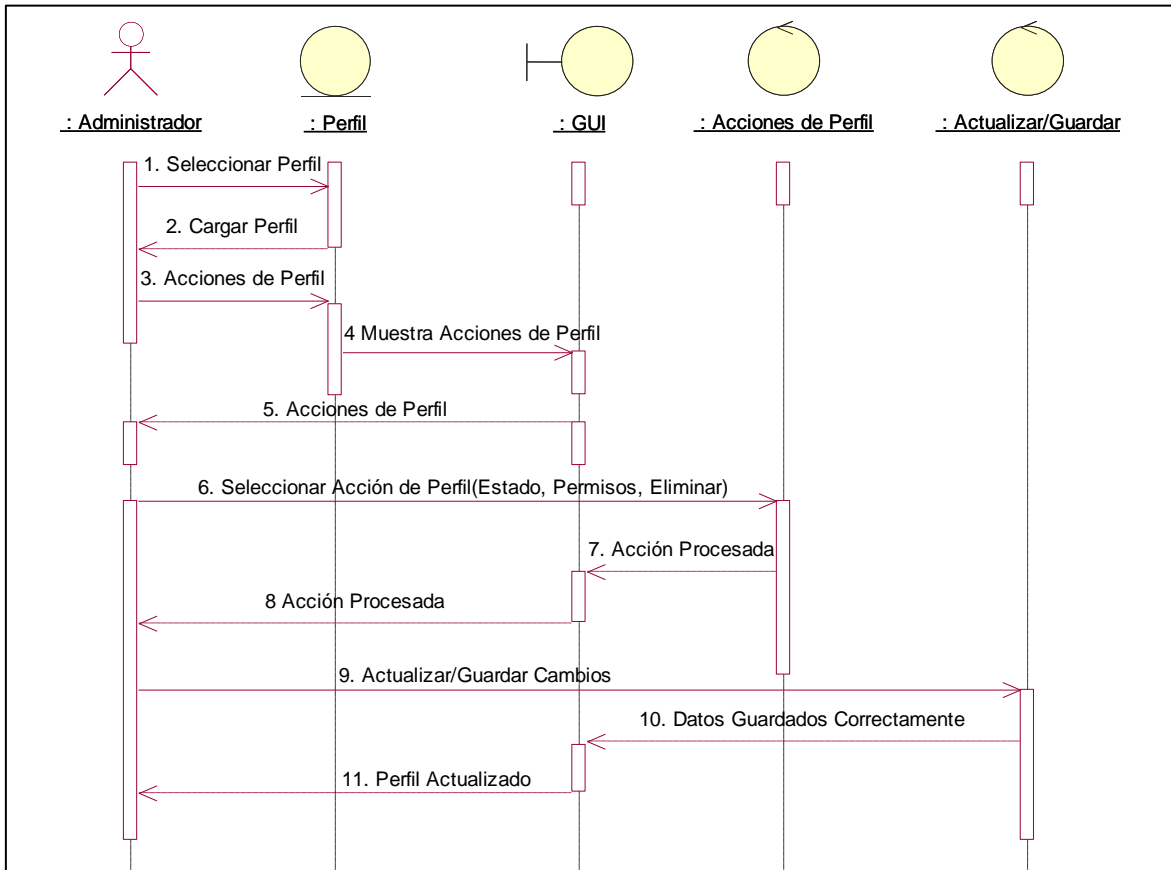 : Administrador
: Perfil
: GUI
: Acciones de Perfil
: Actualizar/Guardar
1. Seleccionar Perfil
2. Cargar Perfil
3. Acciones de Perfil
4 Muestra Acciones de Perfil
5. Acciones de Perfil
6. Seleccionar Acción de Perfil(Estado, Permisos, Eliminar)
7. Acción Procesada
8 Acción Procesada
9. Actualizar/Guardar Cambios
10. Datos Guardados Correctamente
11. Perfil Actualizado